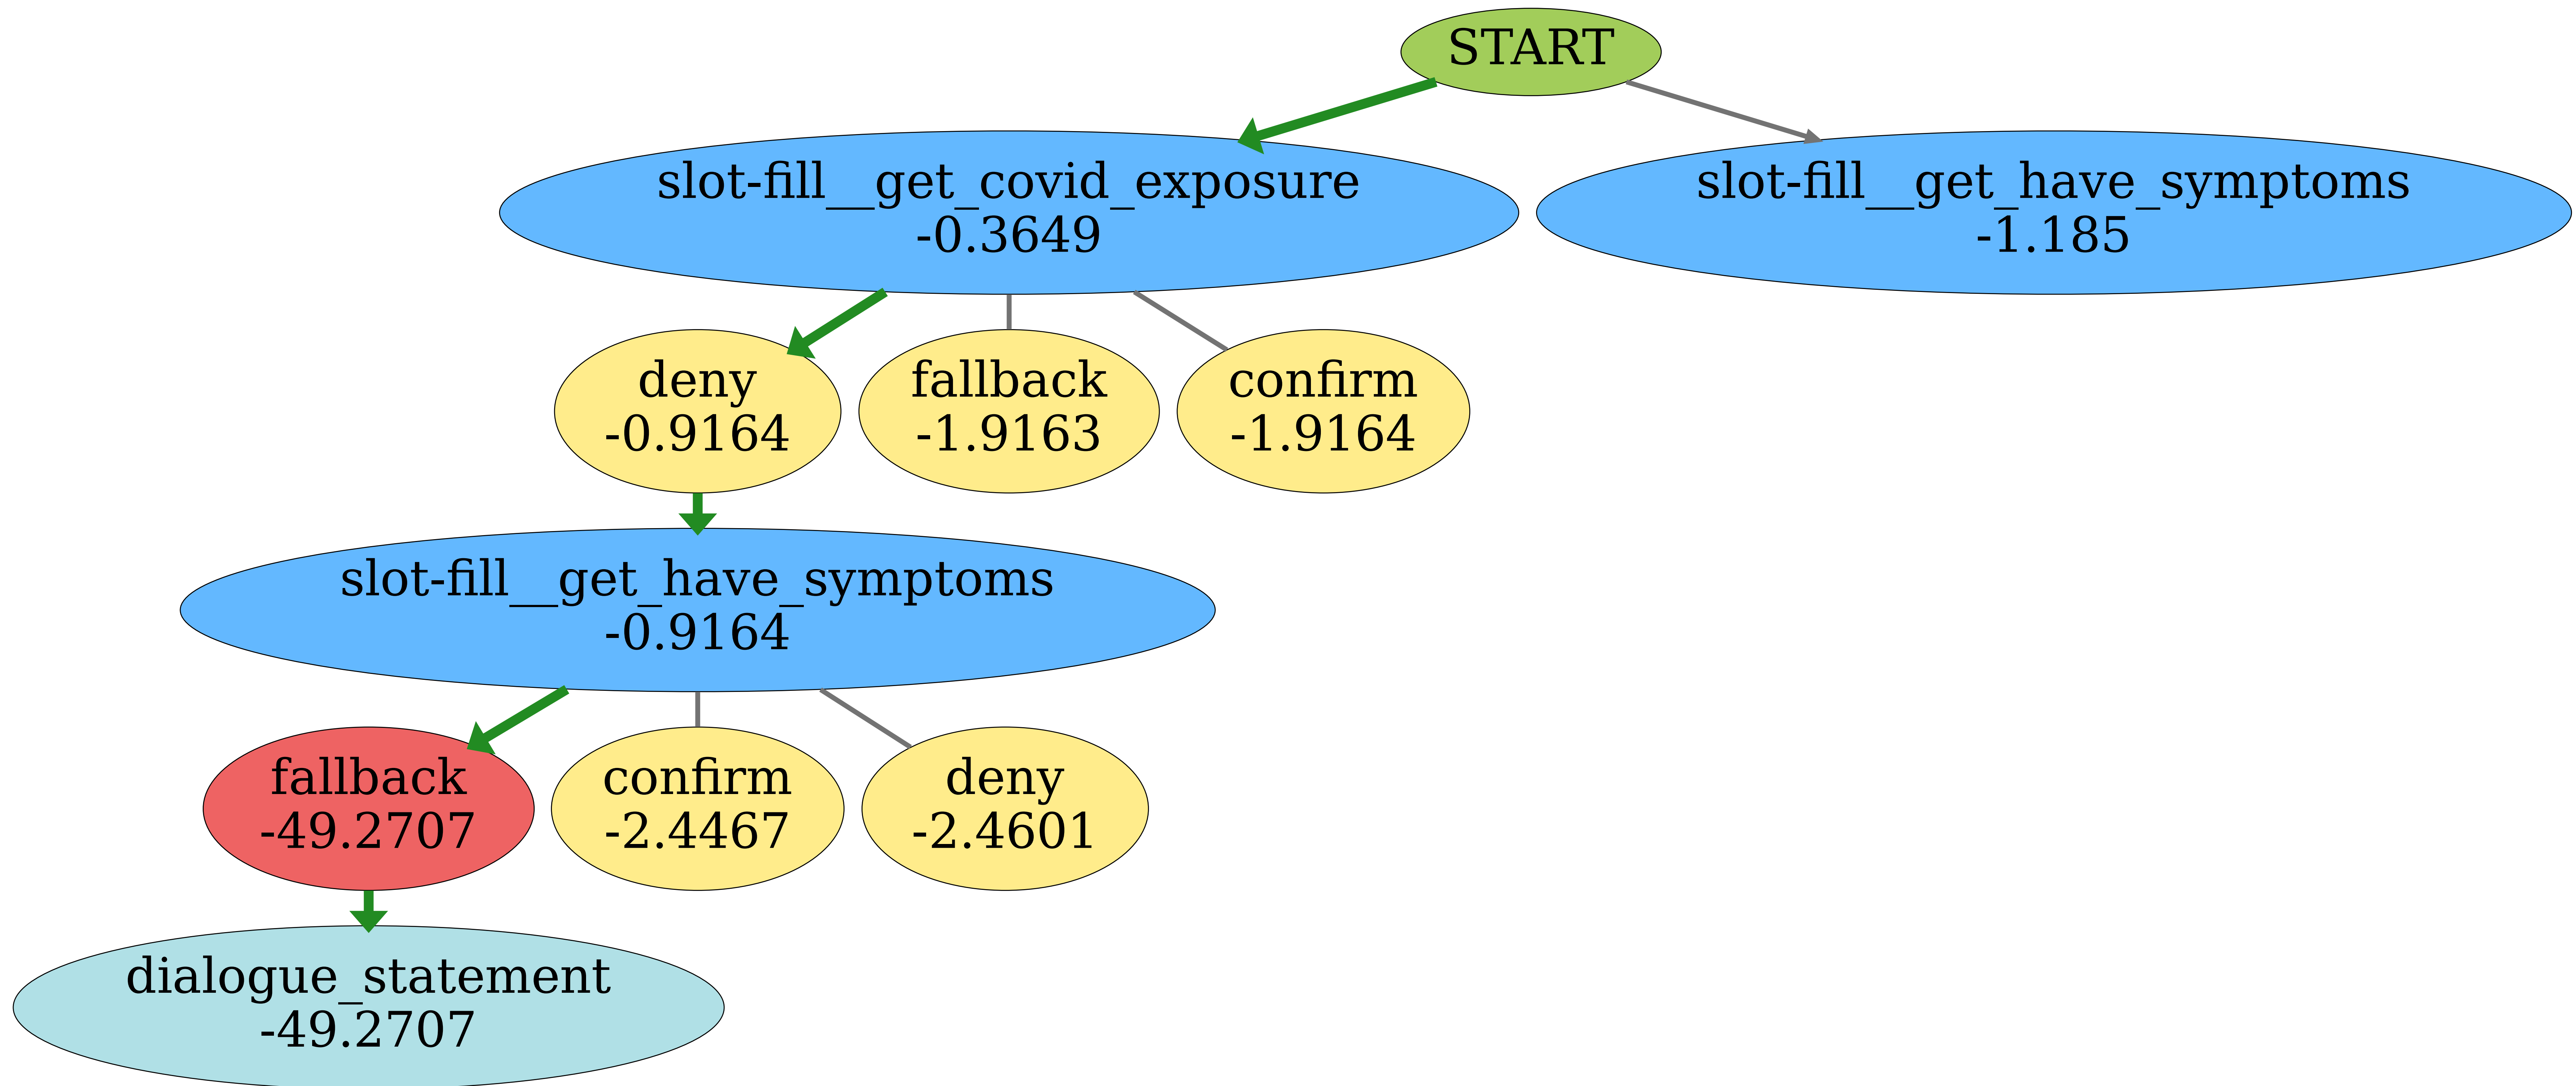 START
slot-fill__get_covid_exposure
-0.3649
slot-fill__get_have_symptoms
-1.185
deny
-0.9164
fallback
-1.9163
confirm
-1.9164
slot-fill__get_have_symptoms
-0.9164
fallback
-49.2707
confirm
-2.4467
deny
-2.4601
dialogue_statement
-49.2707